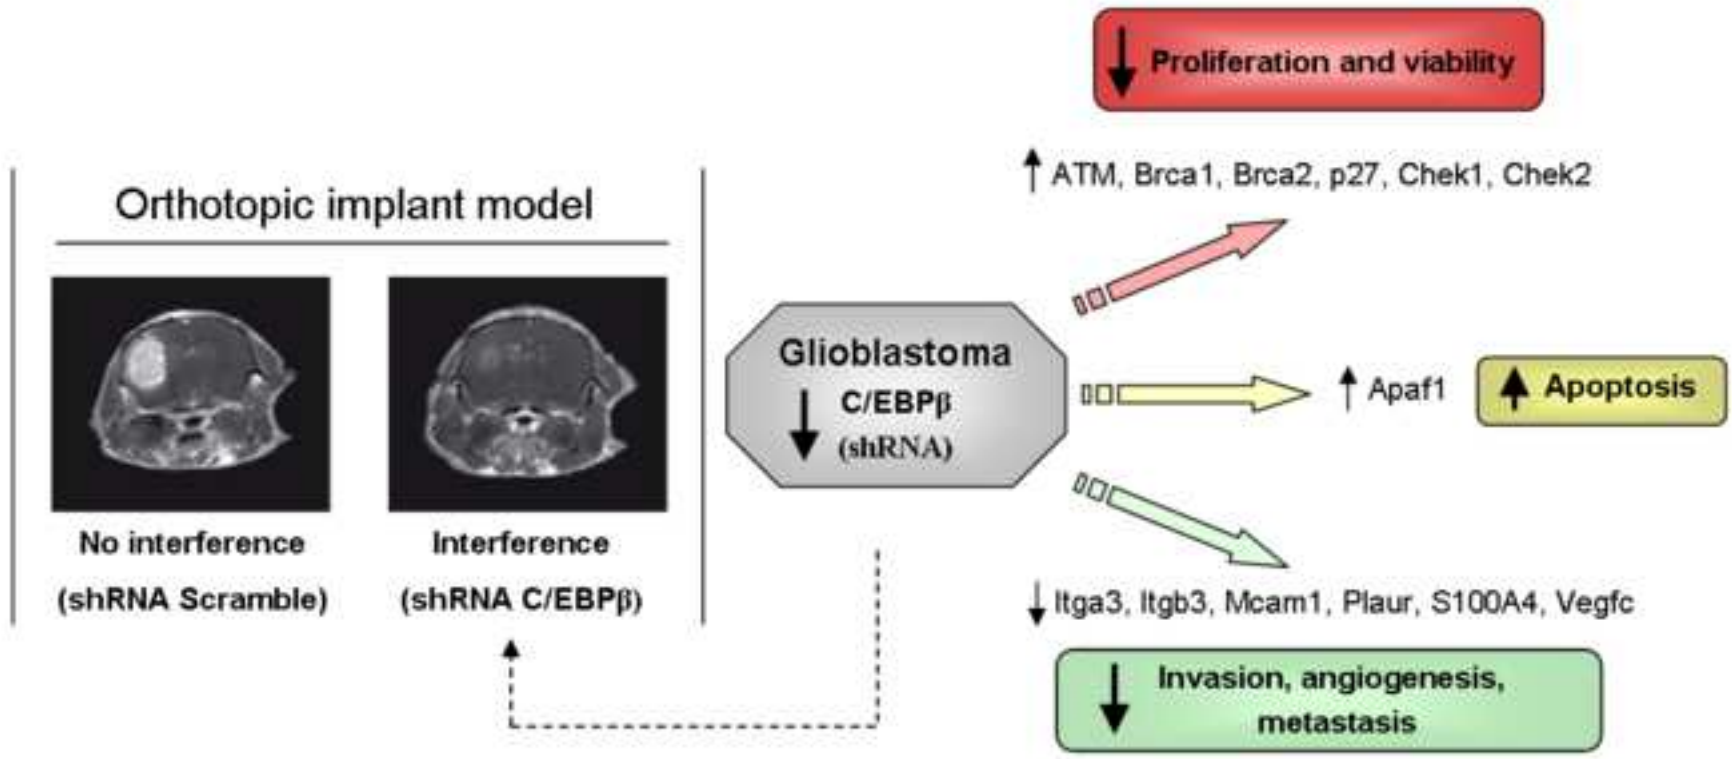 Proliferation and viability
ATM, Brca1, Brca2, p27, Chek1, Chek2
Orthotopic implant model
Glioblastoma
C/EBPβ
(shRNA)
Apaf1
Apoptosis
No interference
(shRNA Scramble)
Interference
(shRNA C/EBPβ)
Itga3, Itgb3, Mcam1, Plaur, S100A4, Vegfc
Invasion, angiogenesis,
metastasis